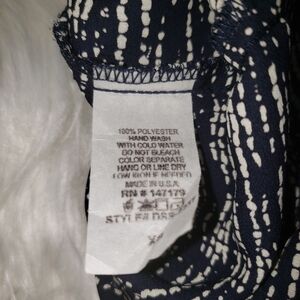 100% POLYESTER
HAND WASH
WITH COLD WATER
DO NOT BLEACH
COLOR SEPARATE
HANG OR LINE DRY
LOW IRON IF NEEDED
MADE IN U.S.A.
RN # 147179